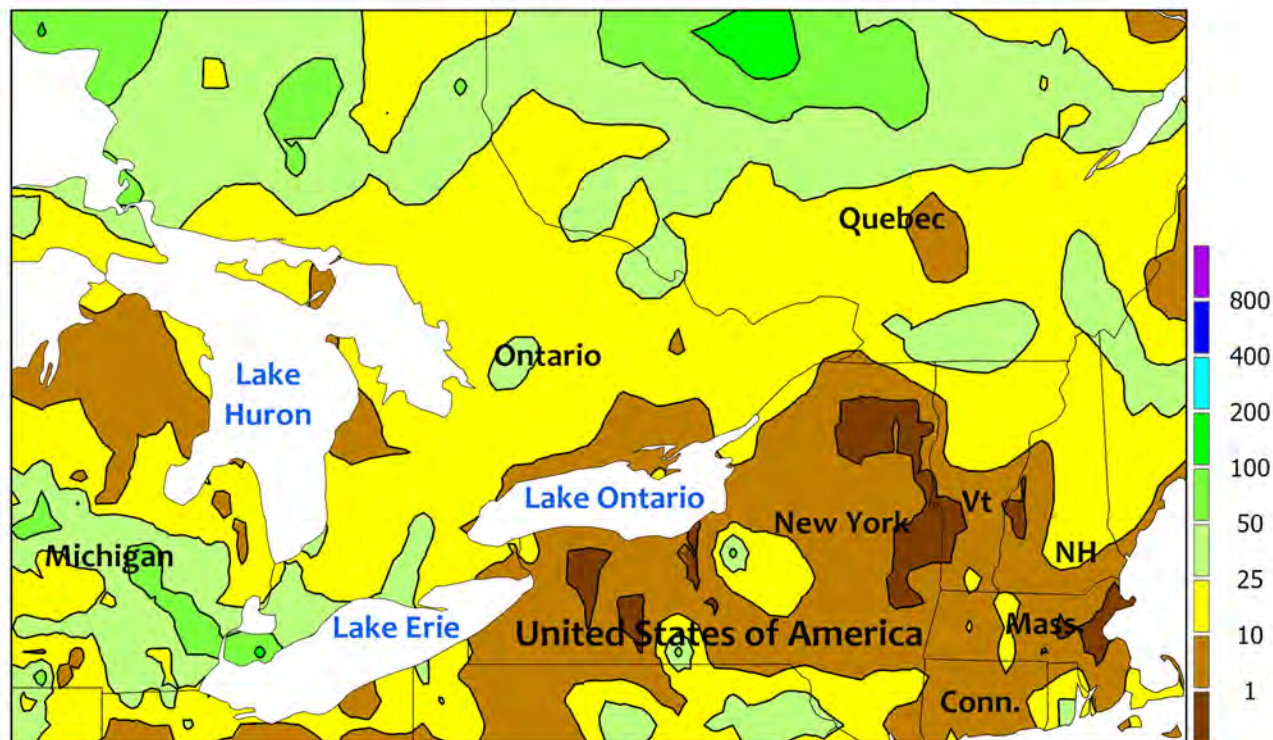 Quebec
Ontario
Lake
Huron
Lake Ontario
New York
Vt
NH
Michigan
Lake Erie
United States of America
Mass.
Conn.
800
400
200
100
50
25
10
1